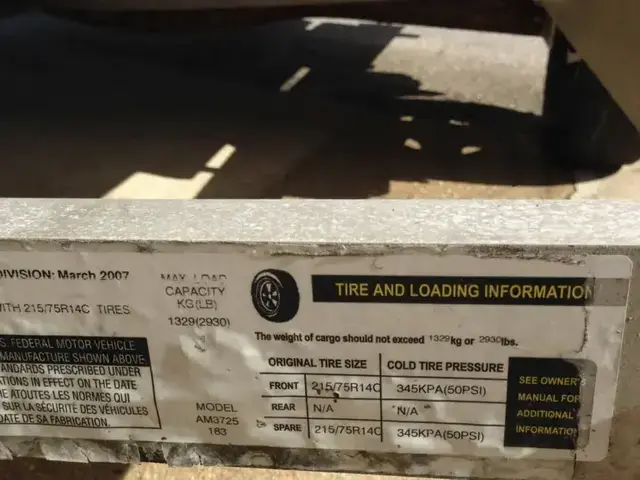 DIVISION: March 2007
WITH 215/75R14C TIRES
MAX LOAD
CAPACITY
KG(LB)
1329(2930)
S. FEDERAL MOTOR VEHICLE
MANUFACTURE SHOWN ABOVE
ANDARDS PRESCRIBED UNDER
ATIONS IN EFFECT ON THE DATE
E ATOUTES LES NORMES QUI
SUR LA SÉCURITÉ DES VÉHICULES
DATE DE SA FABRICATION.
MODEL
AM3725
183
TIRE AND LOADING INFORMATION
The weight of cargo should not exceed 1329kg or 2930lbs.
ORIGINAL TIRE SIZE COLD TIRE PRESSURE
FRONT 215/75R14C 345KPA(50PSI)
REAR N/A N/A
SPARE 215/75R14C 345KPA(50PSI)
SEE OWNER'S
MANUAL FOR
ADDITIONAL
INFORMATION